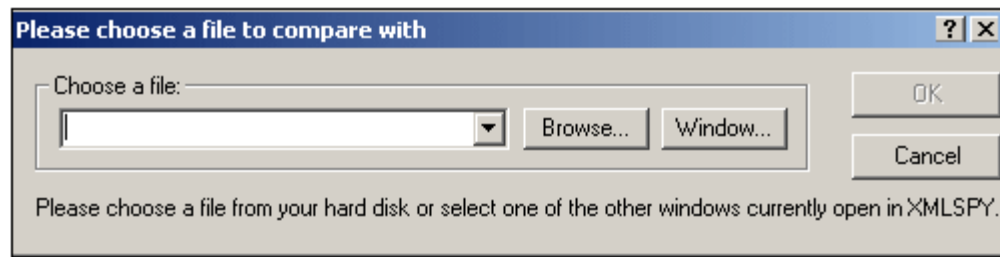 Please choose a file to compare with
Choose a file:
Browse... Window...
OK
Cancel
Please choose a file from your hard disk or select one of the other windows currently open in XMLSPY.